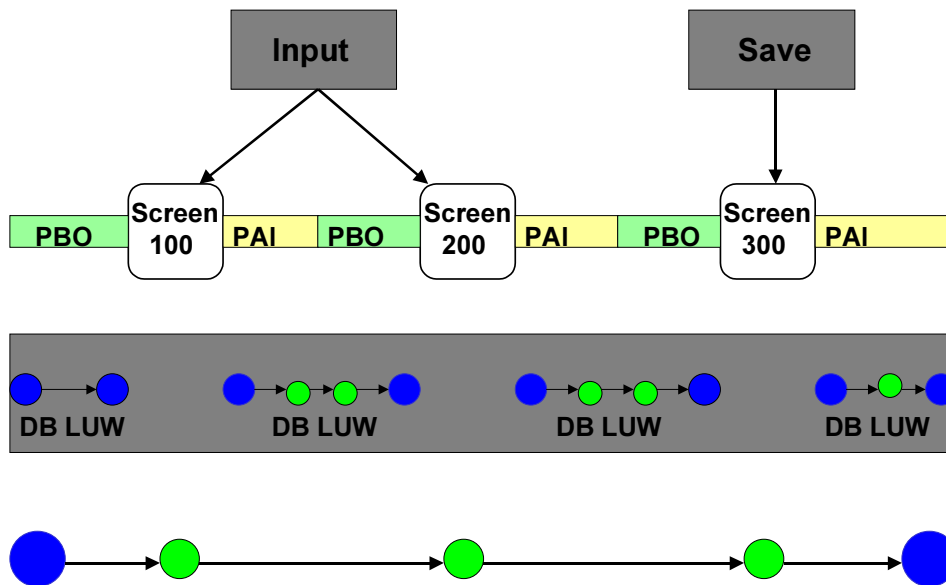 Input
Save
Screen
100
Screen
200
Screen
300
PBO
PAI
PBO
PAI
PBO
PAI
DB LUW
DB LUW
DB LUW
DB LUW